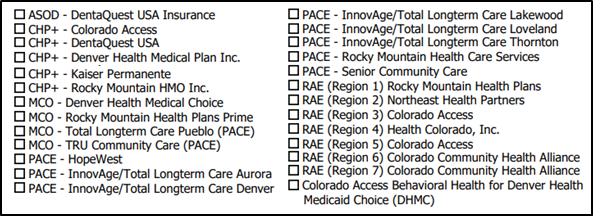 ASOD - DentaQuest USA Insurance
CHP+ - Colorado Access
CHP+ - DentaQuest USA
CHP+ - Denver Health Medical Plan Inc.
CHP+ - Kaiser Permanente
CHP+ - Rocky Mountain HMO Inc.
MCO - Denver Health Medical Choice
MCO - Rocky Mountain Health Plans Prime
MCO - Total Longterm Care Pueblo (PACE)
MCO - TRU Community Care (PACE)
PACE - HopeWest
PACE - InnovAge/Total Longterm Care Aurora
PACE - InnovAge/Total Longterm Care Denver
PACE - InnovAge/Total Longterm Care Lakewood
PACE - InnovAge/Total Longterm Care Loveland
PACE - InnovAge/Total Longterm Care Thornton
PACE - Rocky Mountain Health Care Services
PACE - Senior Community Care
RAE (Region 1) Rocky Mountain Health Plans
RAE (Region 2) Northeast Health Partners
RAE (Region 3) Colorado Access
RAE (Region 4) Health Colorado, Inc.
RAE (Region 5) Colorado Access
RAE (Region 6) Colorado Community Health Alliance
RAE (Region 7) Colorado Community Health Alliance
Colorado Access Behavioral Health for Denver Health
Medicaid Choice (DHMC)